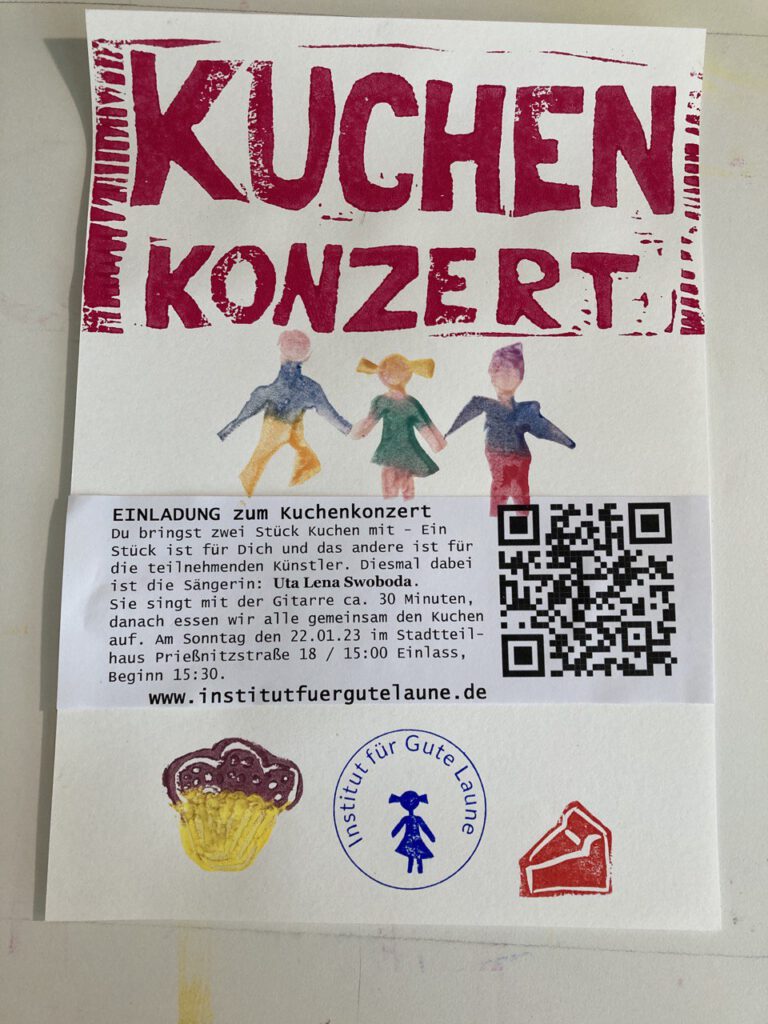 KUCHEN
KONZERT
EINLADUNG zum Kuchenkonzert
Du bringst zwei Stück Kuchen mit – Ein
Stück ist für Dich und das andere ist für
die teilnehmenden Künstler. Diesmal dabei
ist die Sängerin: Uta Lena Swoboda.
Sie singt mit der Gitarre ca. 30 Minuten,
danach essen wir alle gemeinsam den Kuchen
auf. Am Sonntag den 22.01.23 im Stadtteil-
haus Prießnitzstraße 18 / 15:00 Einlass,
Beginn 15:30.
www.institutfuergutelaune.de
Institut für Gute Laune